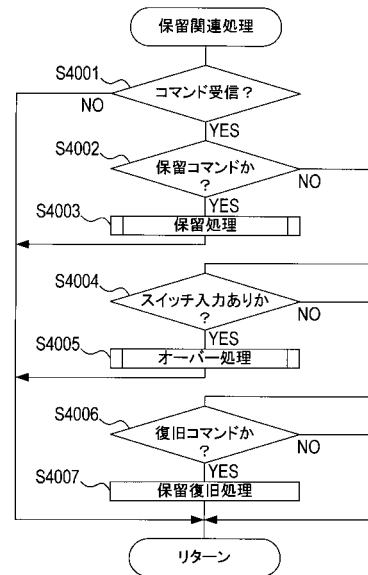 保留関連処理
S4001
コマンド受信？
NO
YES
S4002
保留コマンドか
？
NO
YES
S4003
保留処理
S4004
スイッチ入力ありか
？
NO
YES
S4005
オーバー処理
S4006
復旧コマンドか
？
NO
YES
S4007
保留復旧処理
リターン